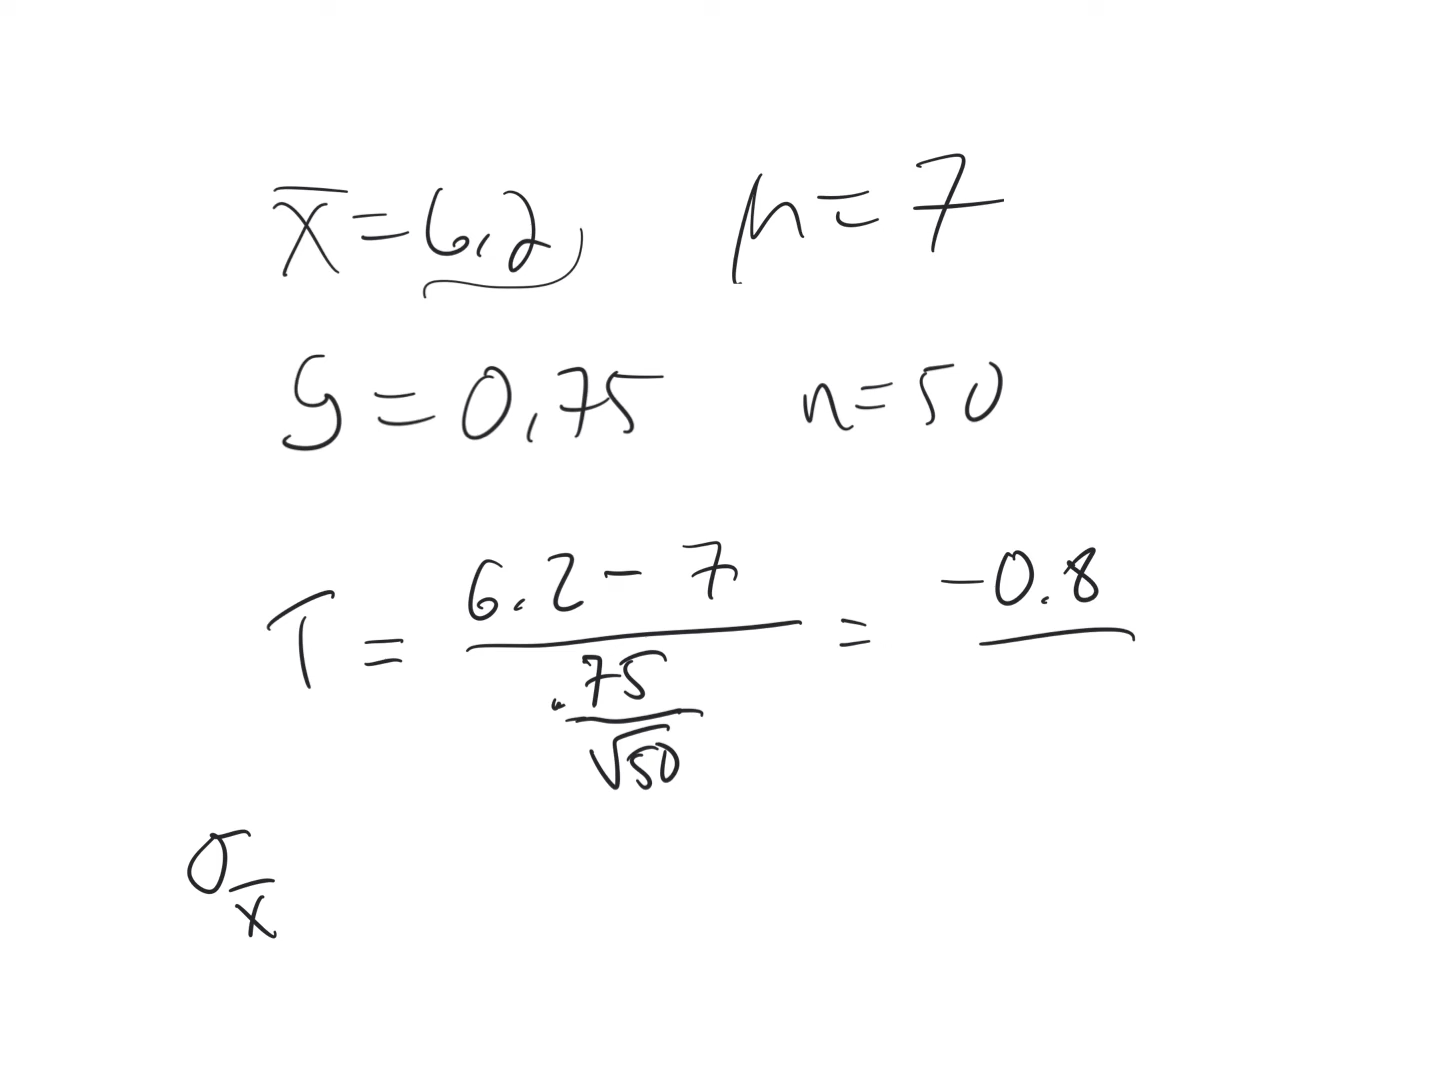 x̄ = 6.2 μ = 7
S = 0.75 n = 50
T = (6.2 - 7) / (.75 / √50) = -0.8 /
σ_x̄